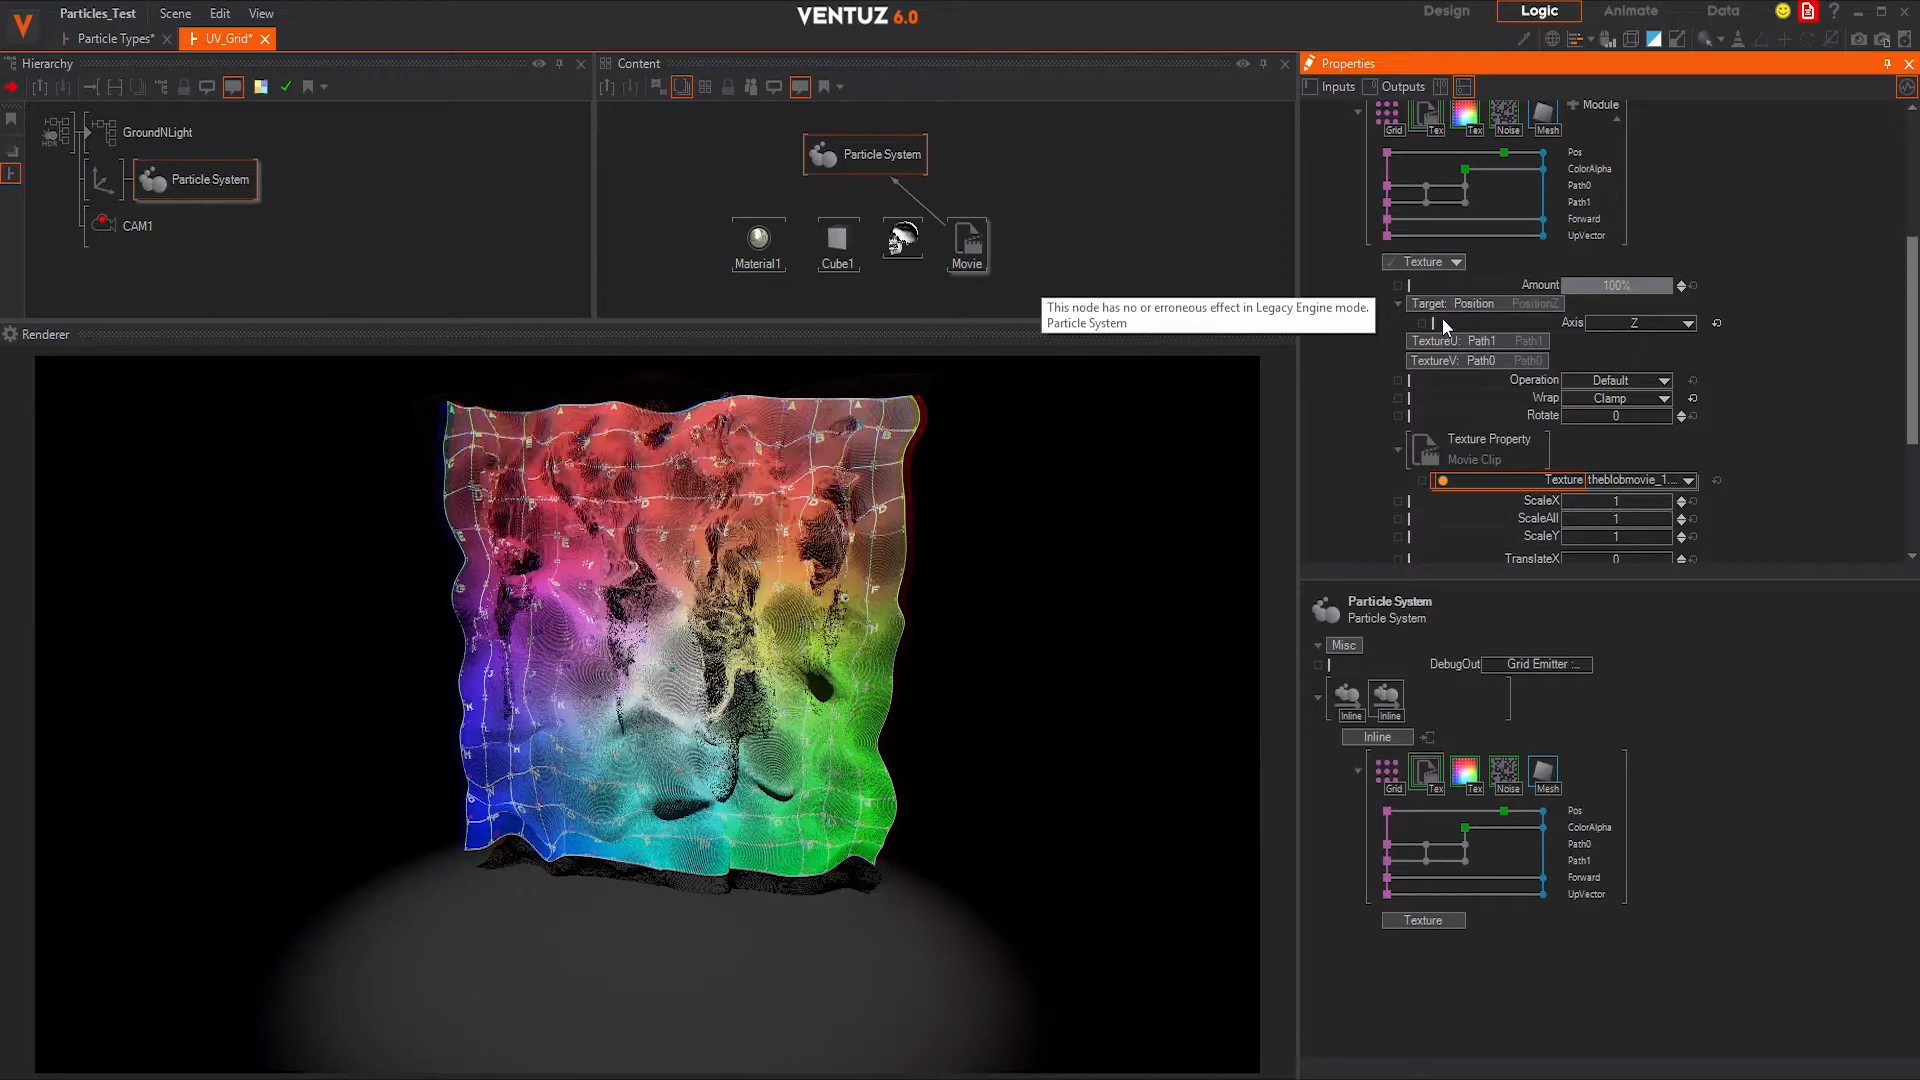 Particles_Test Scene Edit View
VENTUZ 6.0
Design Logic Animate Data
Particle Types* UV_Grid*
Hierarchy
Content
Properties
Inputs Outputs
HDR
GroundNLight
Particle System
CAM1
Particle System
Material1
Cube1
Movie
This node has no or erroneous effect in Legacy Engine mode.
Particle System
Renderer
Grid Tex Tex Noise Mesh
Module
Pos
ColorAlpha
Path0
Path1
Forward
UpVector
Texture
Amount 100%
Target: Position PositionZ
Axis Z
TextureU: Path1 Path1
TextureV: Path0 Path0
Operation Default
Wrap Clamp
Rotate 0
Texture Property
Movie Clip
Texture theblobmovie_1...
ScaleX 1
ScaleAll 1
ScaleY 1
TranslateX 0
Particle System
Particle System
Misc
DebugOut Grid Emitter :...
Inline Inline
Inline
Grid Tex Tex Noise Mesh
Pos
ColorAlpha
Path0
Path1
Forward
UpVector
Texture